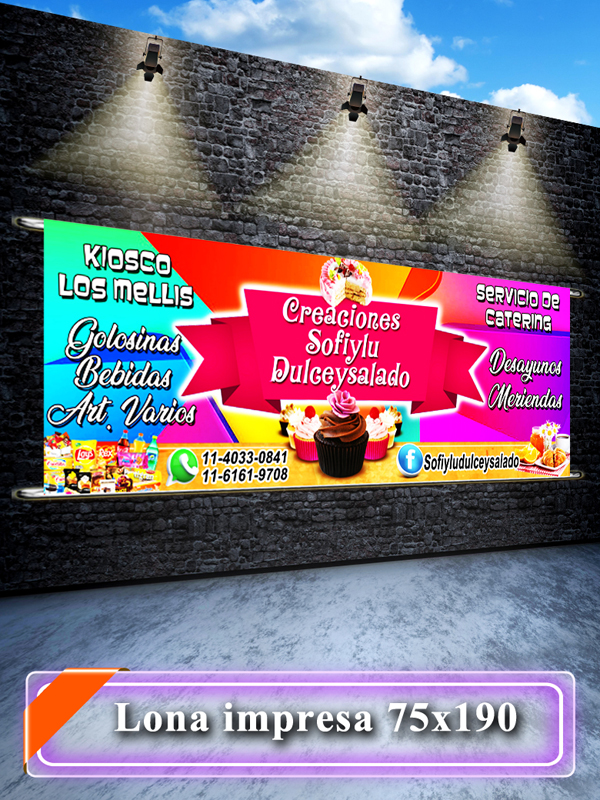 KIOSCO
LOS MELLIS
Golosinas
Bebidas
Art. Varios
Creaciones
Sofiylu
Dulceysalado
SERVICIO DE
CATERING
Desayunos
Meriendas
Lays
11-4033-0841
11-6161-9708
Sofiyludulceysalado
Lona impresa 75x190